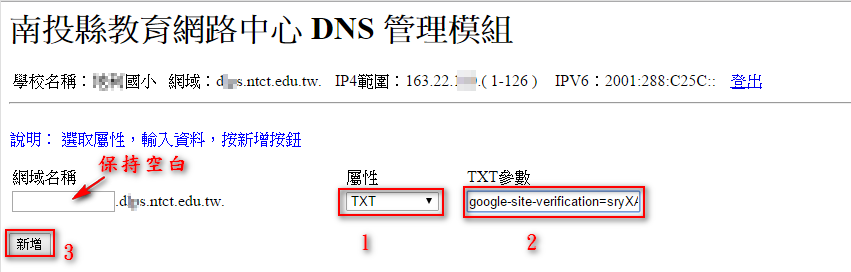 南投縣教育網路中心 DNS 管理模組
學校名稱：國小 網域：d s.ntct.edu.tw. IP4範圍：163.22.1 0.( 1-126 ) IPV6：2001:288:C25C:: 登出
說明： 選取屬性，輸入資料，按新增按鈕
保持空白
網域名稱 屬性 TXT參數
.d s.ntct.edu.tw. TXT google-site-verification=sryXA
1 2
新增 3